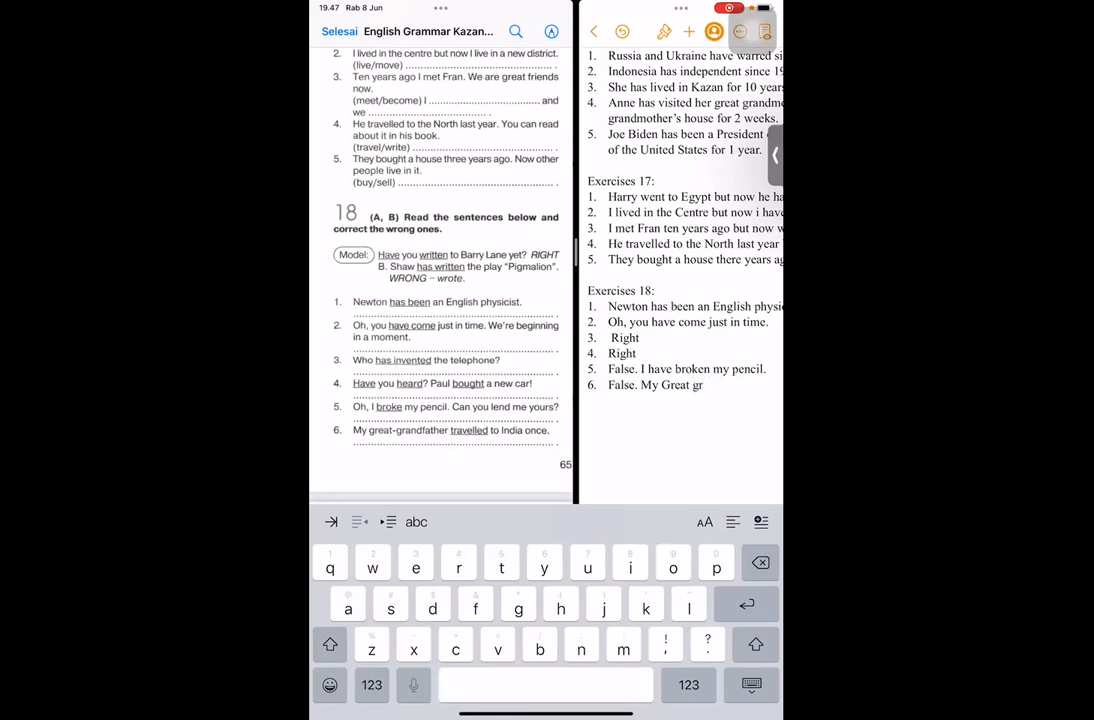 19.47 Rab 8 Jun
Selesai English Grammar Kazan...
2. I lived in the centre but now I live in a new district.
(live/move) .................................................. .
3. Ten years ago I met Fran. We are great friends
now.
(meet/become) I ..................................... and
we ....................................... .
4. He travelled to the North last year. You can read
about it in his book.
(travel/write) ............................................... .
5. They bought a house three years ago. Now other
people live in it.
(buy/sell) .................................................... .
18 (A, B) Read the sentences below and
correct the wrong ones.
Model: Have you written to Barry Lane yet? RIGHT
B. Shaw has written the play "Pigmalion".
WRONG – wrote.
1. Newton has been an English physicist.
.................................................................. .
2. Oh, you have come just in time. We're beginning
in a moment.
.................................................................. .
3. Who has invented the telephone?
.................................................................. .
4. Have you heard? Paul bought a new car!
.................................................................. .
5. Oh, I broke my pencil. Can you lend me yours?
.................................................................. .
6. My great-grandfather travelled to India once.
.................................................................. .
65
1. Russia and Ukraine have warred si
2. Indonesia has independent since 19
3. She has lived in Kazan for 10 year
4. Anne has visited her great grandm
grandmother's house for 2 weeks.
5. Joe Biden has been a President
of the United States for 1 year.
Exercises 17:
1. Harry went to Egypt but now he ha
2. I lived in the Centre but now i hav
3. I met Fran ten years ago but now w
4. He travelled to the North last year
5. They bought a house there years ag
Exercises 18:
1. Newton has been an English physi
2. Oh, you have come just in time.
3. Right
4. Right
5. False. I have broken my pencil.
6. False. My Great gr
abc AA
1 2 3 4 5 6 7 8 9 0
q w e r t y u i o p
@ # $ & * ( ) ' "
a s d f g h j k l
% - + = / ; : ! ?
z x c v b n m , .
123 123